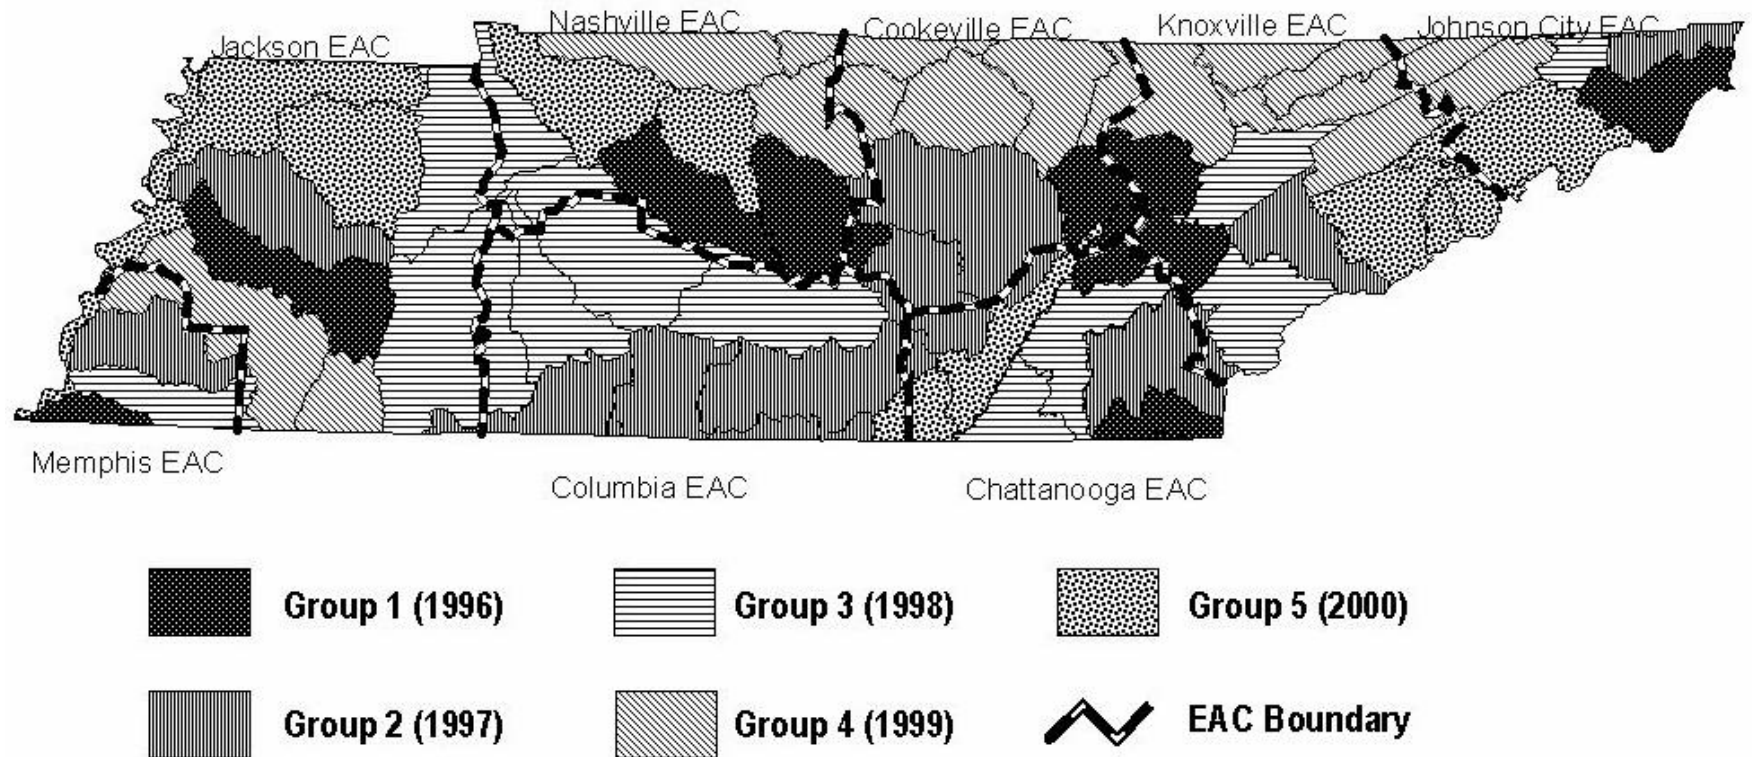 Jackson EAC
Nashville EAC
Cookeville EAC
Knoxville EAC
Johnson City EAC
Memphis EAC
Columbia EAC
Chattanooga EAC
Group 1 (1996)
Group 3 (1998)
Group 5 (2000)
Group 2 (1997)
Group 4 (1999)
EAC Boundary